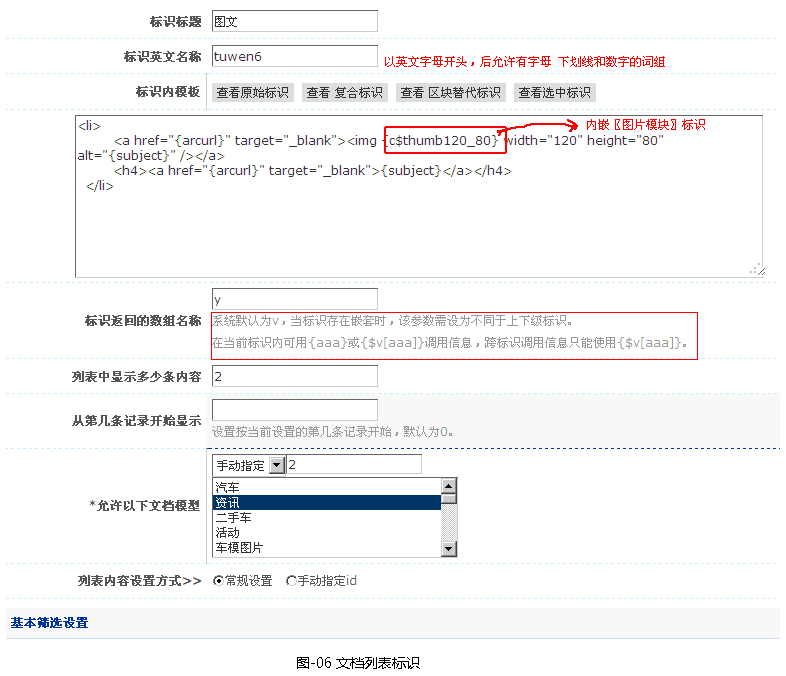 标识标题 图文
标识英文名称 tuwen6 以英文字母开头，后允许有字母 下划线和数字的词组
标识内模板 查看原始标识 查看 复合标识 查看 区块替代标识 查看选中标识
<li>
<a href="{arcurl}" target="_blank"><img {c$thumb120_80} width="120" height="80" 内嵌〖图片模块〗标识
alt="{subject}" /></a>
<h4><a href="{arcurl}" target="_blank">{subject}</a></h4>
</li>
标识返回的数组名称 y
系统默认为v，当标识存在嵌套时，该参数需设为不同于上下级标识。
在当前标识内可用{aaa}或{$v[aaa]}调用信息，跨标识调用信息只能使用{$v[aaa]}。
列表中显示多少条内容 2
从第几条记录开始显示
设置按当前设置的第几条记录开始，默认为0。
*允许以下文档模型 手动指定 2
汽车
资讯
二手车
活动
车模图片
列表内容设置方式>> 常规设置 手动指定id
基本筛选设置
图-06 文档列表标识